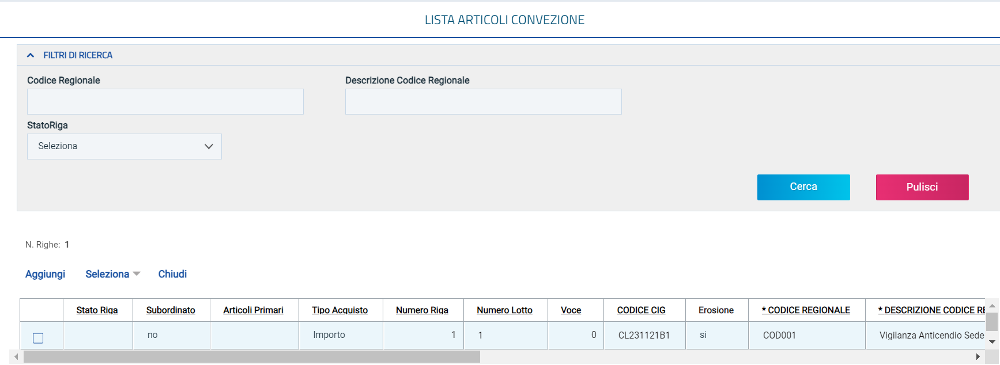 LISTA ARTICOLI CONVEZIONE
FILTRI DI RICERCA
Codice Regionale
Descrizione Codice Regionale
StatoRiga
Seleziona
Cerca
Pulisci
N. Righe: 1
Aggiungi
Seleziona
Chiudi
Stato Riga
Subordinato
Articoli Primari
Tipo Acquisto
Numero Riga
Numero Lotto
Voce
CODICE CIG
Erosione
* CODICE REGIONALE
* DESCRIZIONE CODICE RE
no
Importo
1
1
0
CL231121B1
si
COD001
Vigilanza Anticendio Sede